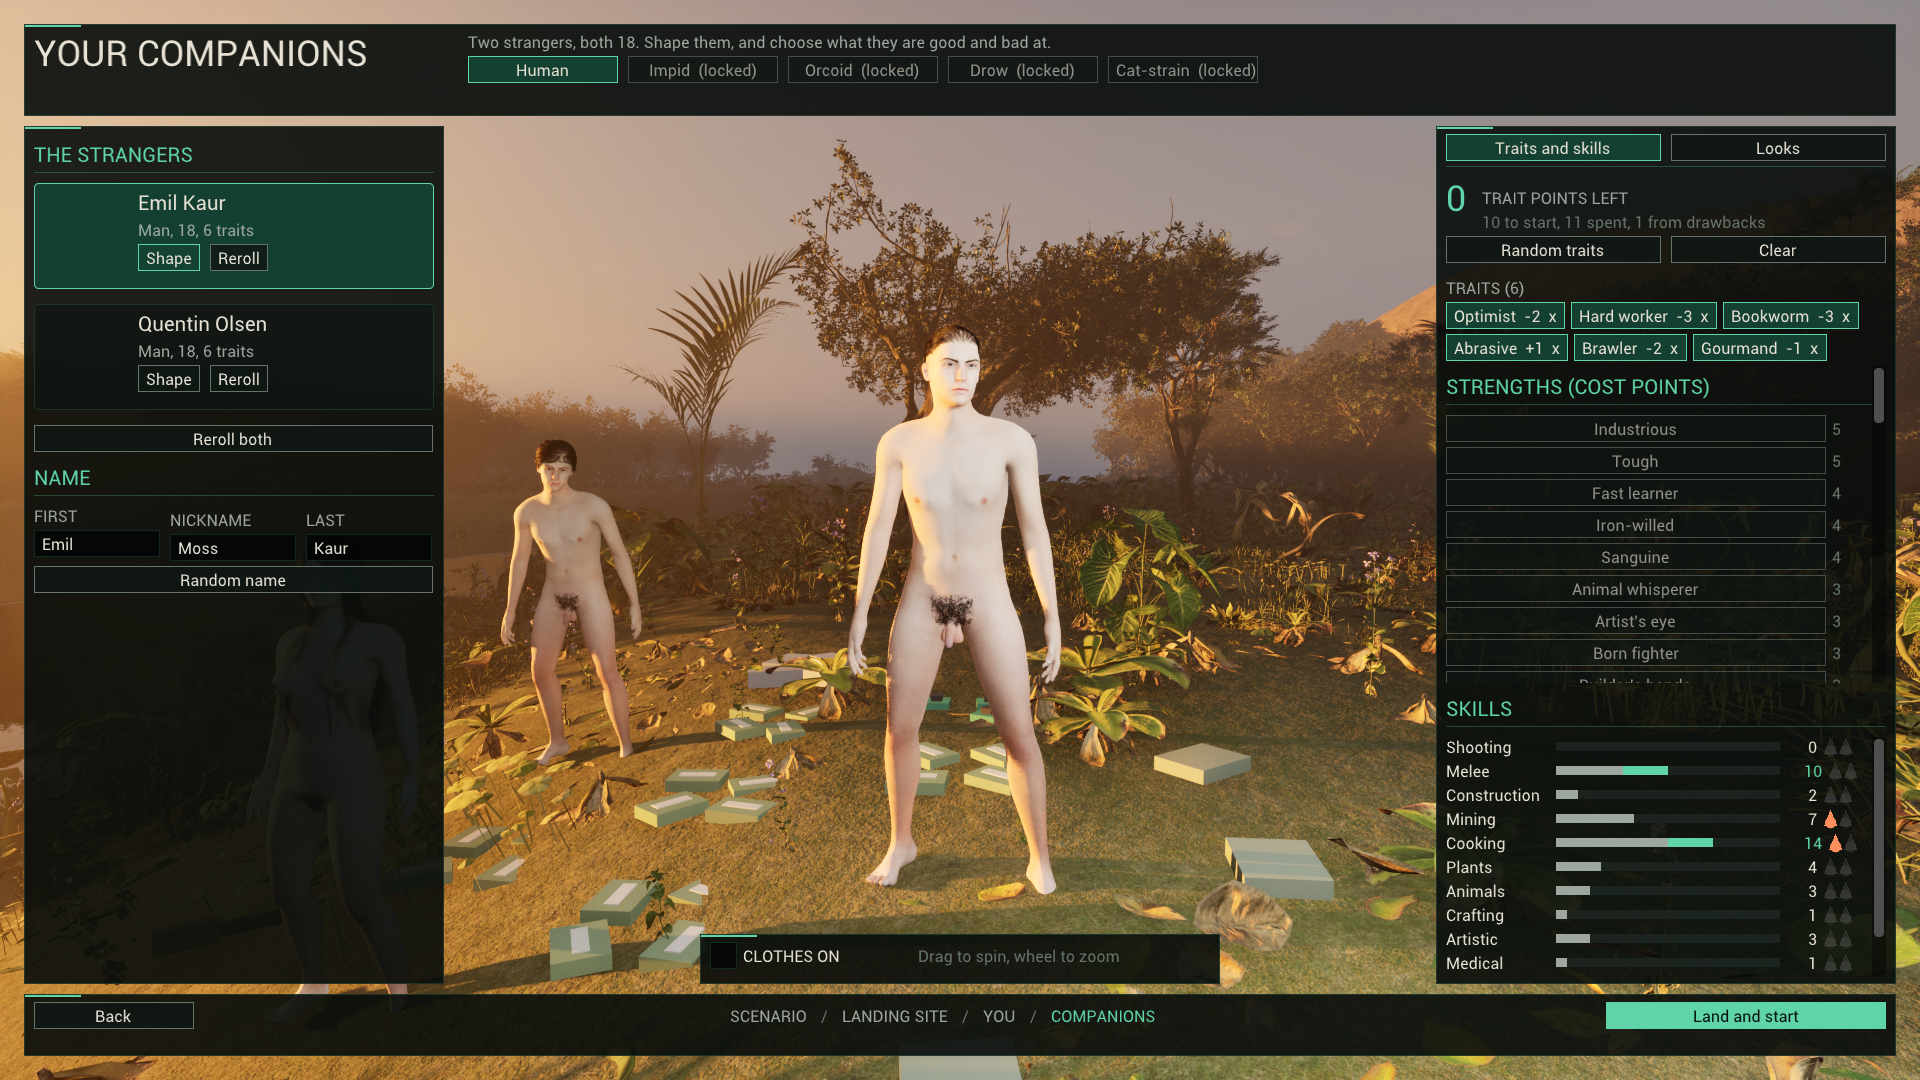 YOUR COMPANIONS
Two strangers, both 18. Shape them, and choose what they are good and bad at.
Human
Impid (locked)
Orcoid (locked)
Drow (locked)
Cat-strain (locked)
THE STRANGERS
Emil Kaur
Man, 18, 6 traits
Shape
Reroll
Quentin Olsen
Man, 18, 6 traits
Shape
Reroll
Reroll both
NAME
FIRST
NICKNAME
LAST
Emil
Moss
Kaur
Random name
CLOTHES ON
Drag to spin, wheel to zoom
Traits and skills
Looks
0 TRAIT POINTS LEFT
10 to start, 11 spent, 1 from drawbacks
Random traits
Clear
TRAITS (6)
Optimist -2 x
Hard worker -3 x
Bookworm -3 x
Abrasive +1 x
Brawler -2 x
Gourmand -1 x
STRENGTHS (COST POINTS)
Industrious 5
Tough 5
Fast learner 4
Iron-willed 4
Sanguine 4
Animal whisperer 3
Artist's eye 3
Born fighter 3
SKILLS
Shooting 0
Melee 10
Construction 2
Mining 7
Cooking 14
Plants 4
Animals 3
Crafting 1
Artistic 3
Medical 1
Back
SCENARIO / LANDING SITE / YOU / COMPANIONS
Land and start